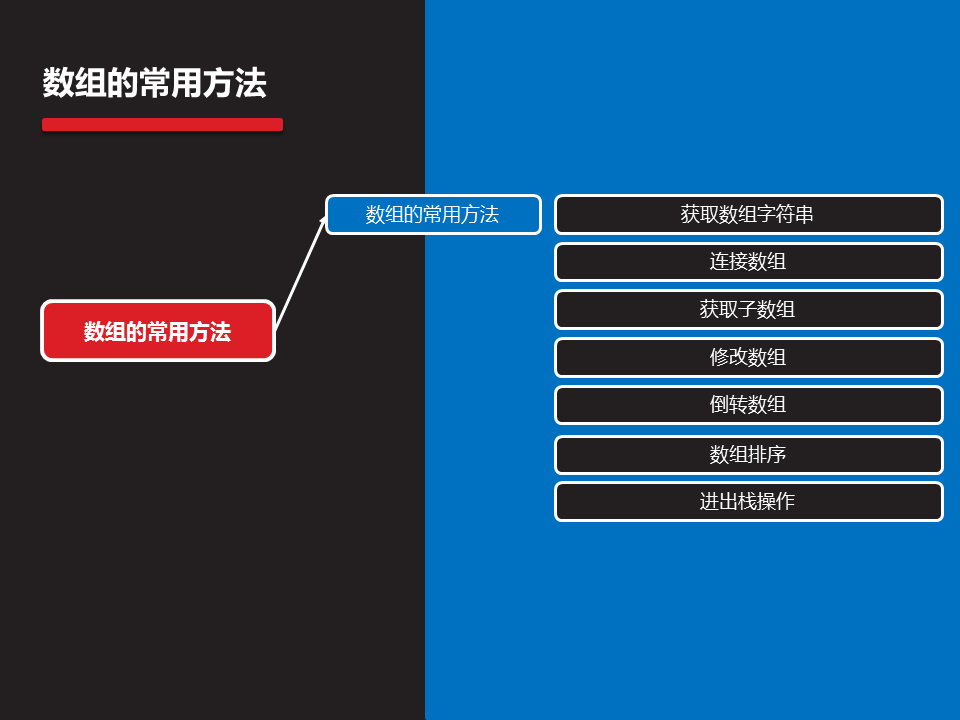 数组的常用方法
数组的常用方法
数组的常用方法
获取数组字符串
连接数组
获取子数组
修改数组
倒转数组
数组排序
进出栈操作